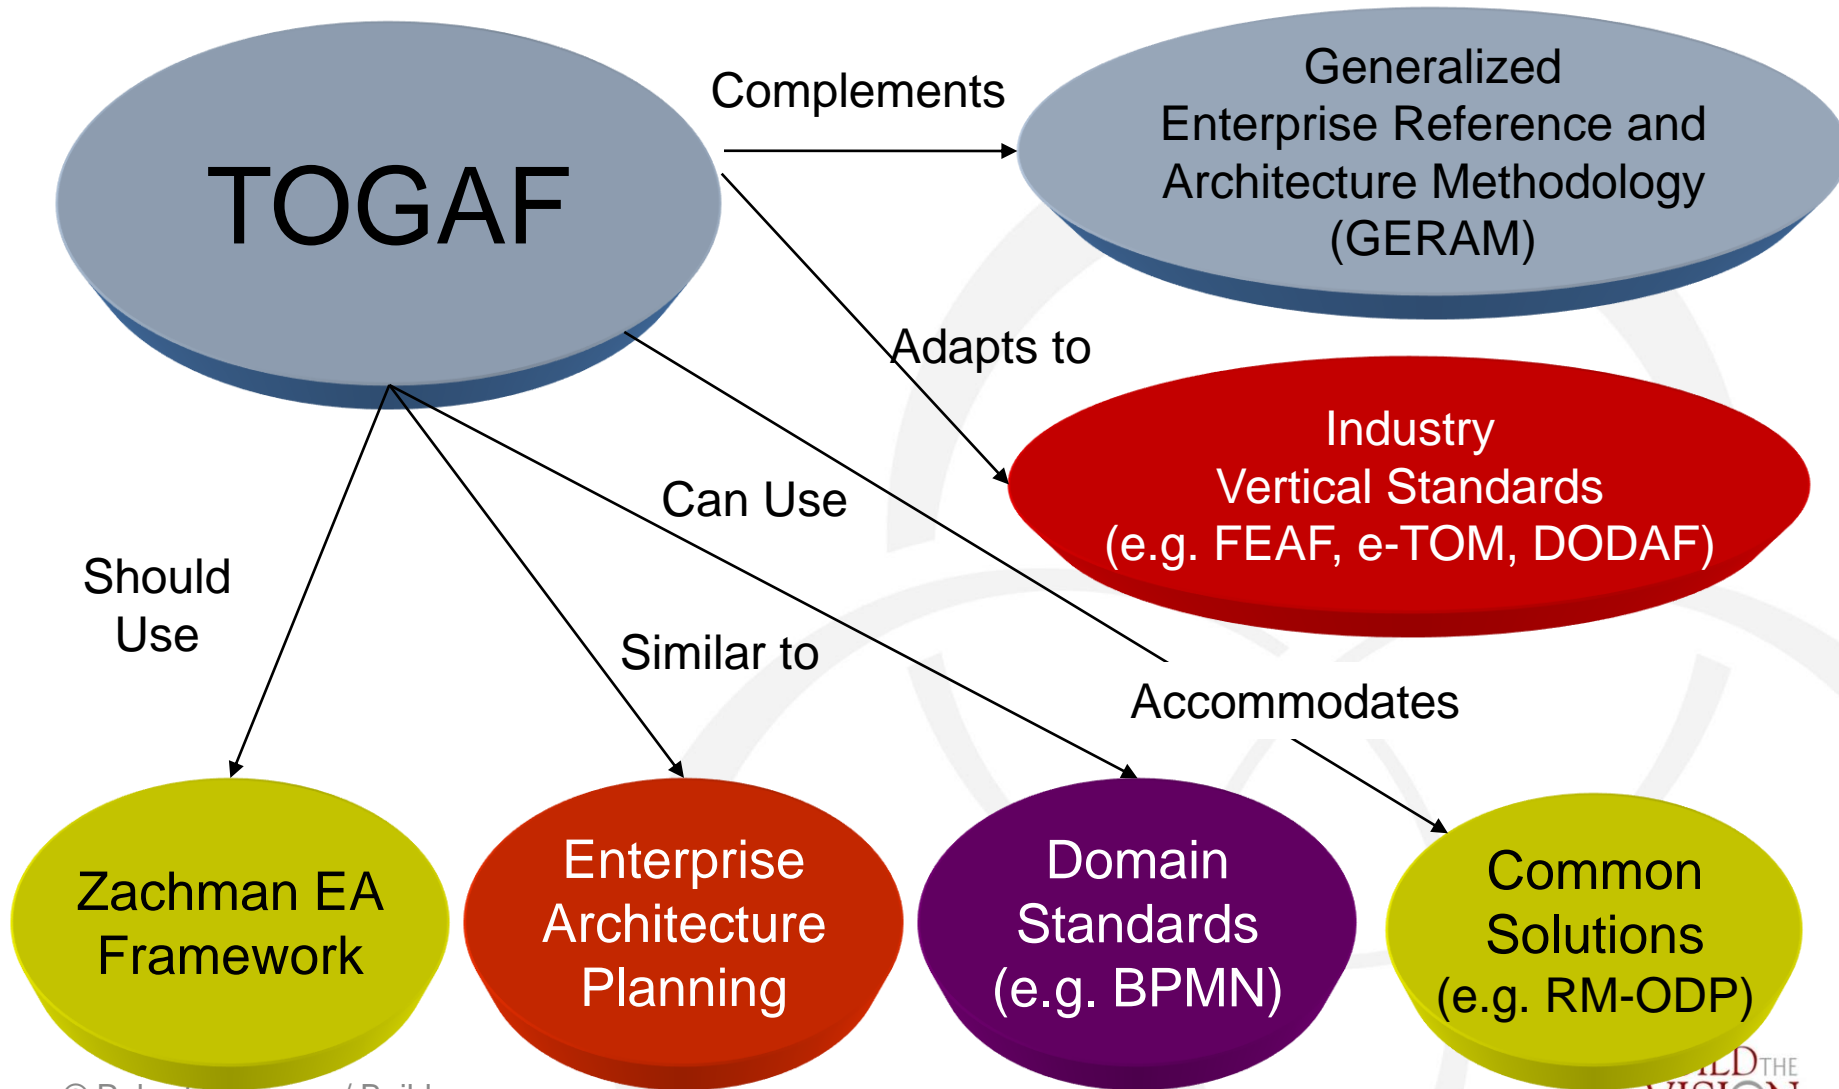 TOGAF
Complements
Generalized
Enterprise Reference and
Architecture Methodology
(GERAM)
Adapts to
Industry
Vertical Standards
(e.g. FEAF, e-TOM, DODAF)
Can Use
Should
Use
Similar to
Accommodates
Zachman EA
Framework
Enterprise
Architecture
Planning
Domain
Standards
(e.g. BPMN)
Common
Solutions
(e.g. RM-ODP)
THE